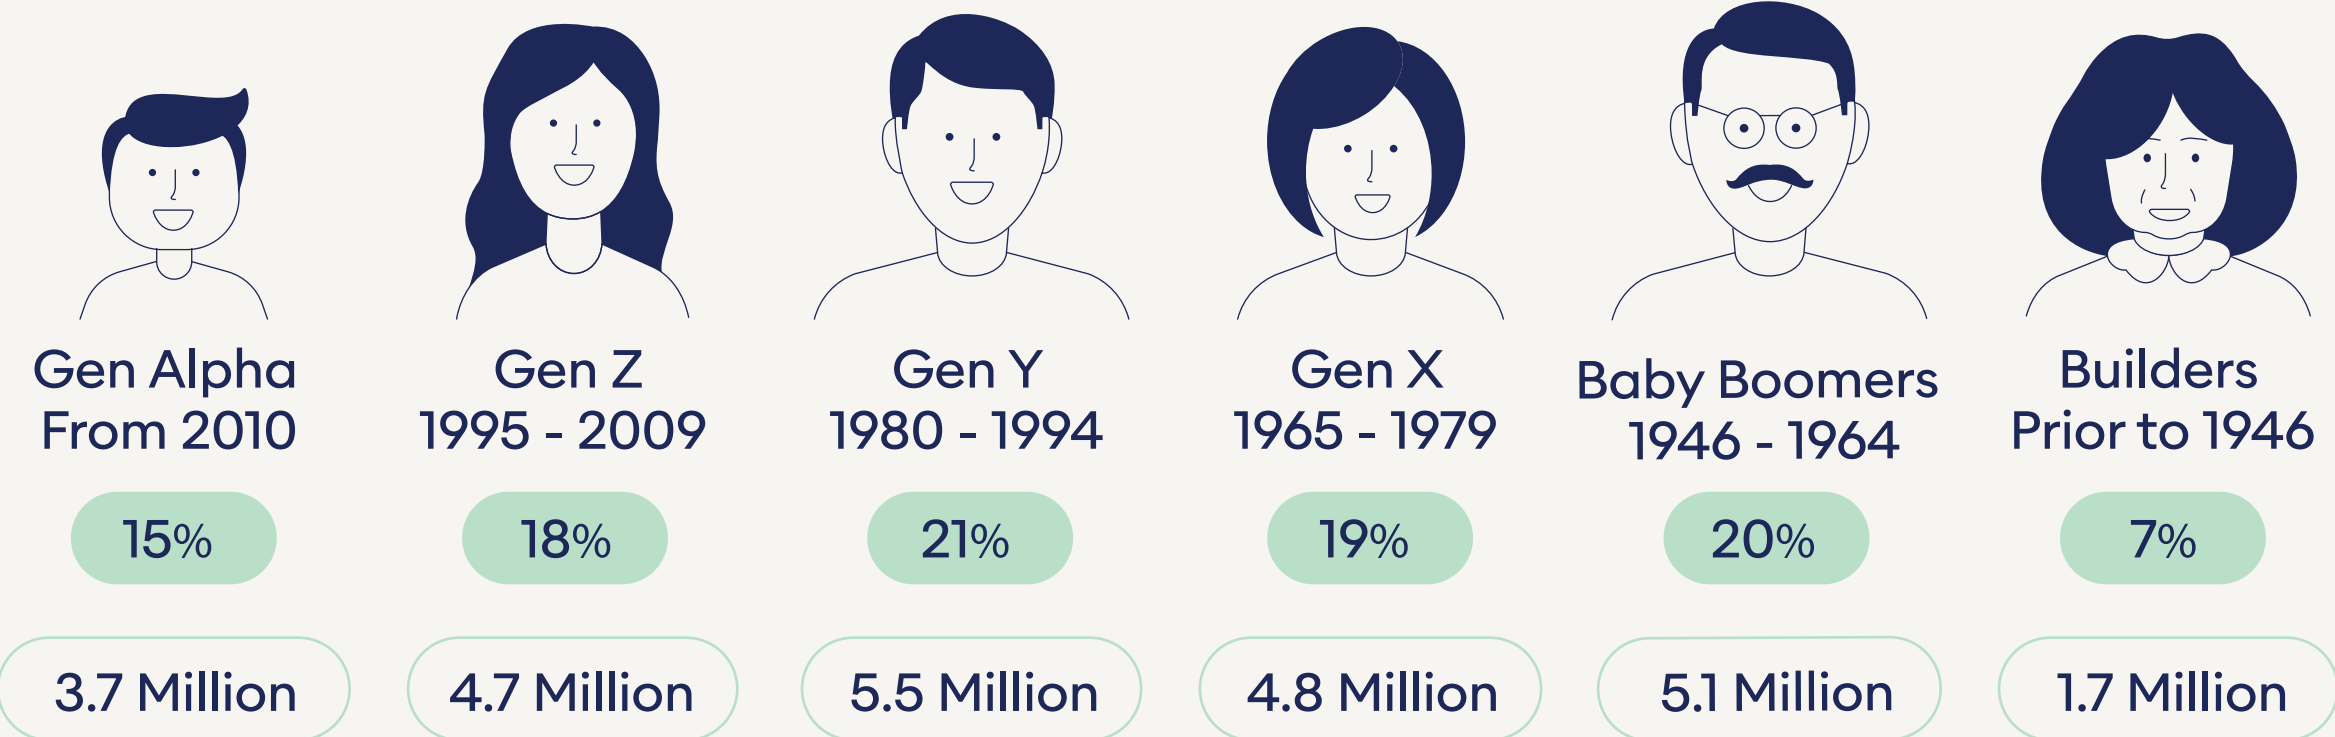 Gen Alpha
From 2010
15%
3.7 Million
Gen Z
1995 - 2009
18%
4.7 Million
Gen Y
1980 - 1994
21%
5.5 Million
Gen X
1965 - 1979
19%
4.8 Million
Baby Boomers
1946 - 1964
20%
5.1 Million
Builders
Prior to 1946
7%
1.7 Million